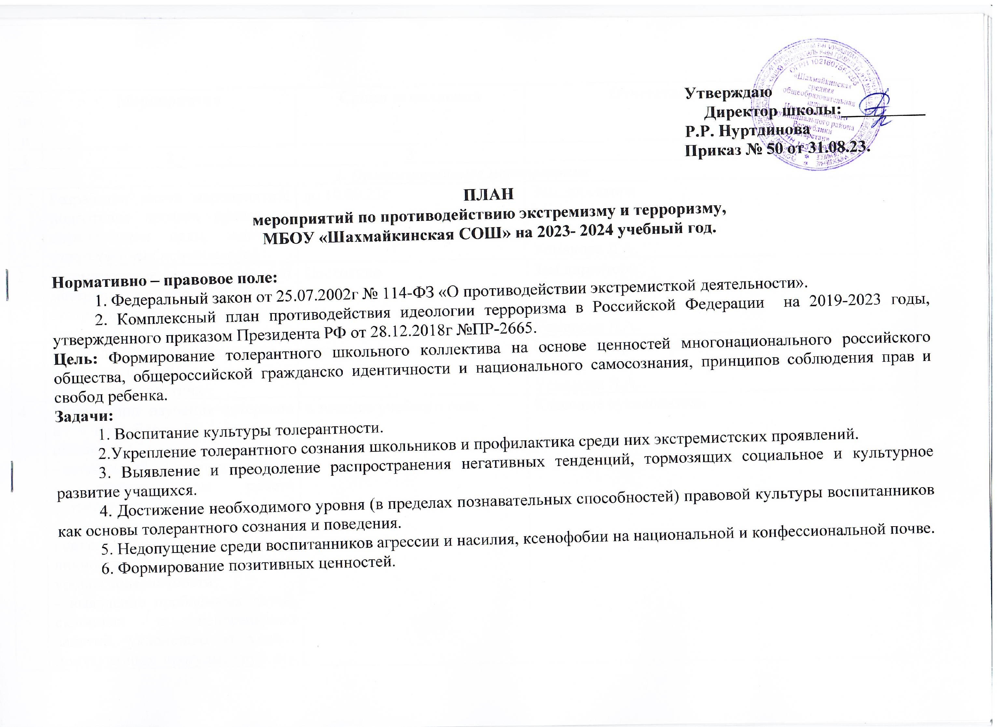 Утверждаю
Директор школы:
Р.Р. Нуртдинова
Приказ № 50 от 31.08.23.
«Шахмайкинская
средняя
общеобразовательная
школа
муниципального района
Республики
ПЛАН
мероприятий по противодействию экстремизму и терроризму,
МБОУ «Шахмайкинская СОШ» на 2023- 2024 учебный год.
Нормативно – правовое поле:
1. Федеральный закон от 25.07.2002г № 114-ФЗ «О противодействии экстремисткой деятельности».
2. Комплексный план противодействия идеологии терроризма в Российской Федерации на 2019-2023 годы,
утвержденного приказом Президента РФ от 28.12.2018г №ПР-2665.
Цель: Формирование толерантного школьного коллектива на основе ценностей многонационального российского
общества, общероссийской гражданско идентичности и национального самосознания, принципов соблюдения прав и
свобод ребенка.
Задачи:
1. Воспитание культуры толерантности.
2.Укрепление толерантного сознания школьников и профилактика среди них экстремистских проявлений.
3. Выявление и преодоление распространения негативных тенденций, тормозящих социальное и культурное
развитие учащихся.
4. Достижение необходимого уровня (в пределах познавательных способностей) правовой культуры воспитанников
как основы толерантного сознания и поведения.
5. Недопущение среди воспитанников агрессии и насилия, ксенофобии на национальной и конфессиональной почве.
6. Формирование позитивных ценностей.